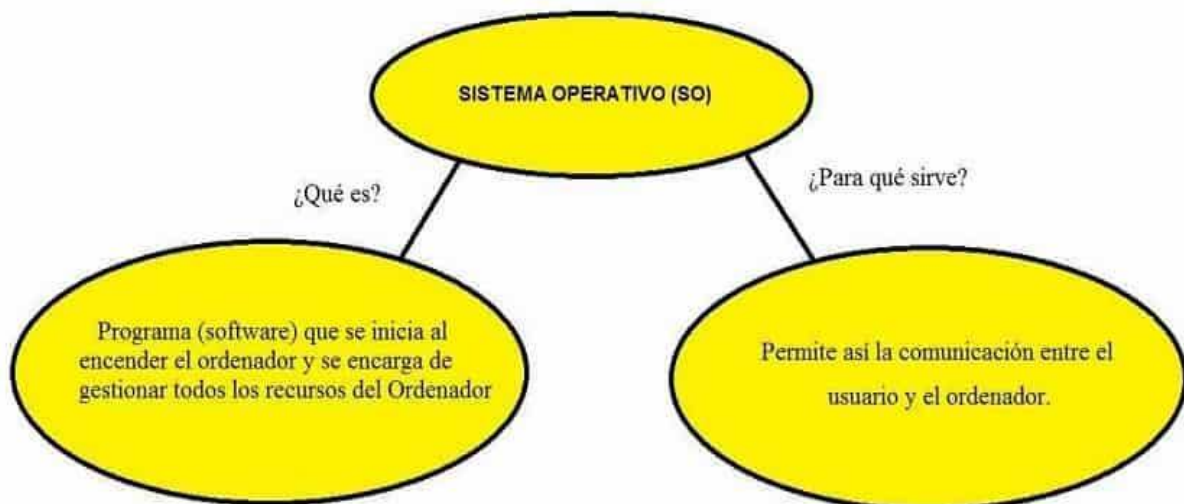 SISTEMA OPERATIVO (SO)
¿Qué es?
¿Para qué sirve?
Programa (software) que se inicia al
encender el ordenador y se encarga de
gestionar todos los recursos del Ordenador
Permite así la comunicación entre el
usuario y el ordenador.